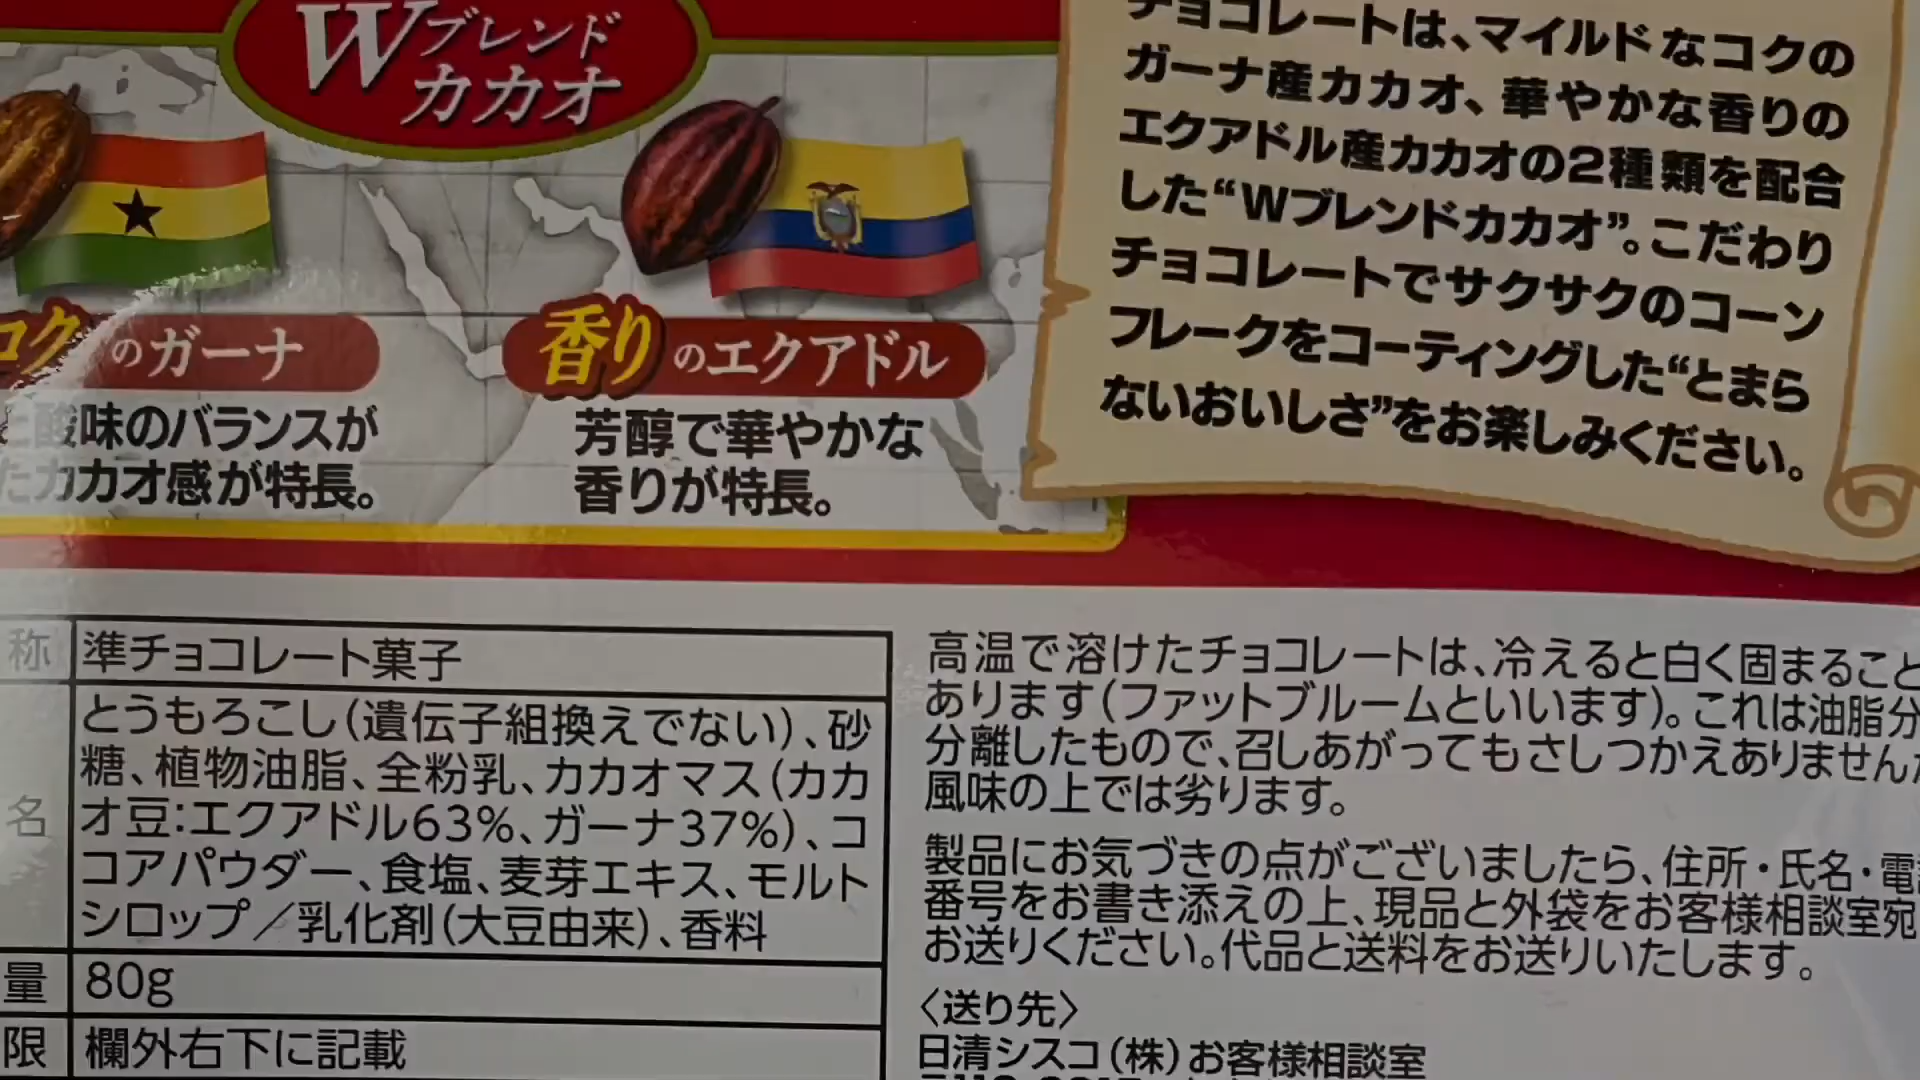 Wブレンド
カカオ
コクのガーナ
酸味のバランスが
たカカオ感が特長。
香りのエクアドル
芳醇で華やかな
香りが特長。
チョコレートは、マイルドなコクの
ガーナ産カカオ、華やかな香りの
エクアドル産カカオの2種類を配合
した“Wブレンドカカオ”。こだわり
チョコレートでサクサクのコーン
フレークをコーティングした“とまら
ないおいしさ”をお楽しみください。
称 準チョコレート菓子
とうもろこし(遺伝子組換えでない)、砂
糖、植物油脂、全粉乳、カカオマス(カカ
名 オ豆:エクアドル63%、ガーナ37%)、コ
コアパウダー、食塩、麦芽エキス、モルト
シロップ/乳化剤(大豆由来)、香料
量 80g
限 欄外右下に記載
高温で溶けたチョコレートは、冷えると白く固まること
あります(ファットブルームといいます)。これは油脂分
分離したもので、召しあがってもさしつかえありません
風味の上では劣ります。
製品にお気づきの点がございましたら、住所・氏名・電話
番号をお書き添えの上、現品と外袋をお客様相談室宛
お送りください。代品と送料をお送りいたします。
〈送り先〉
日清シスコ(株)お客様相談室